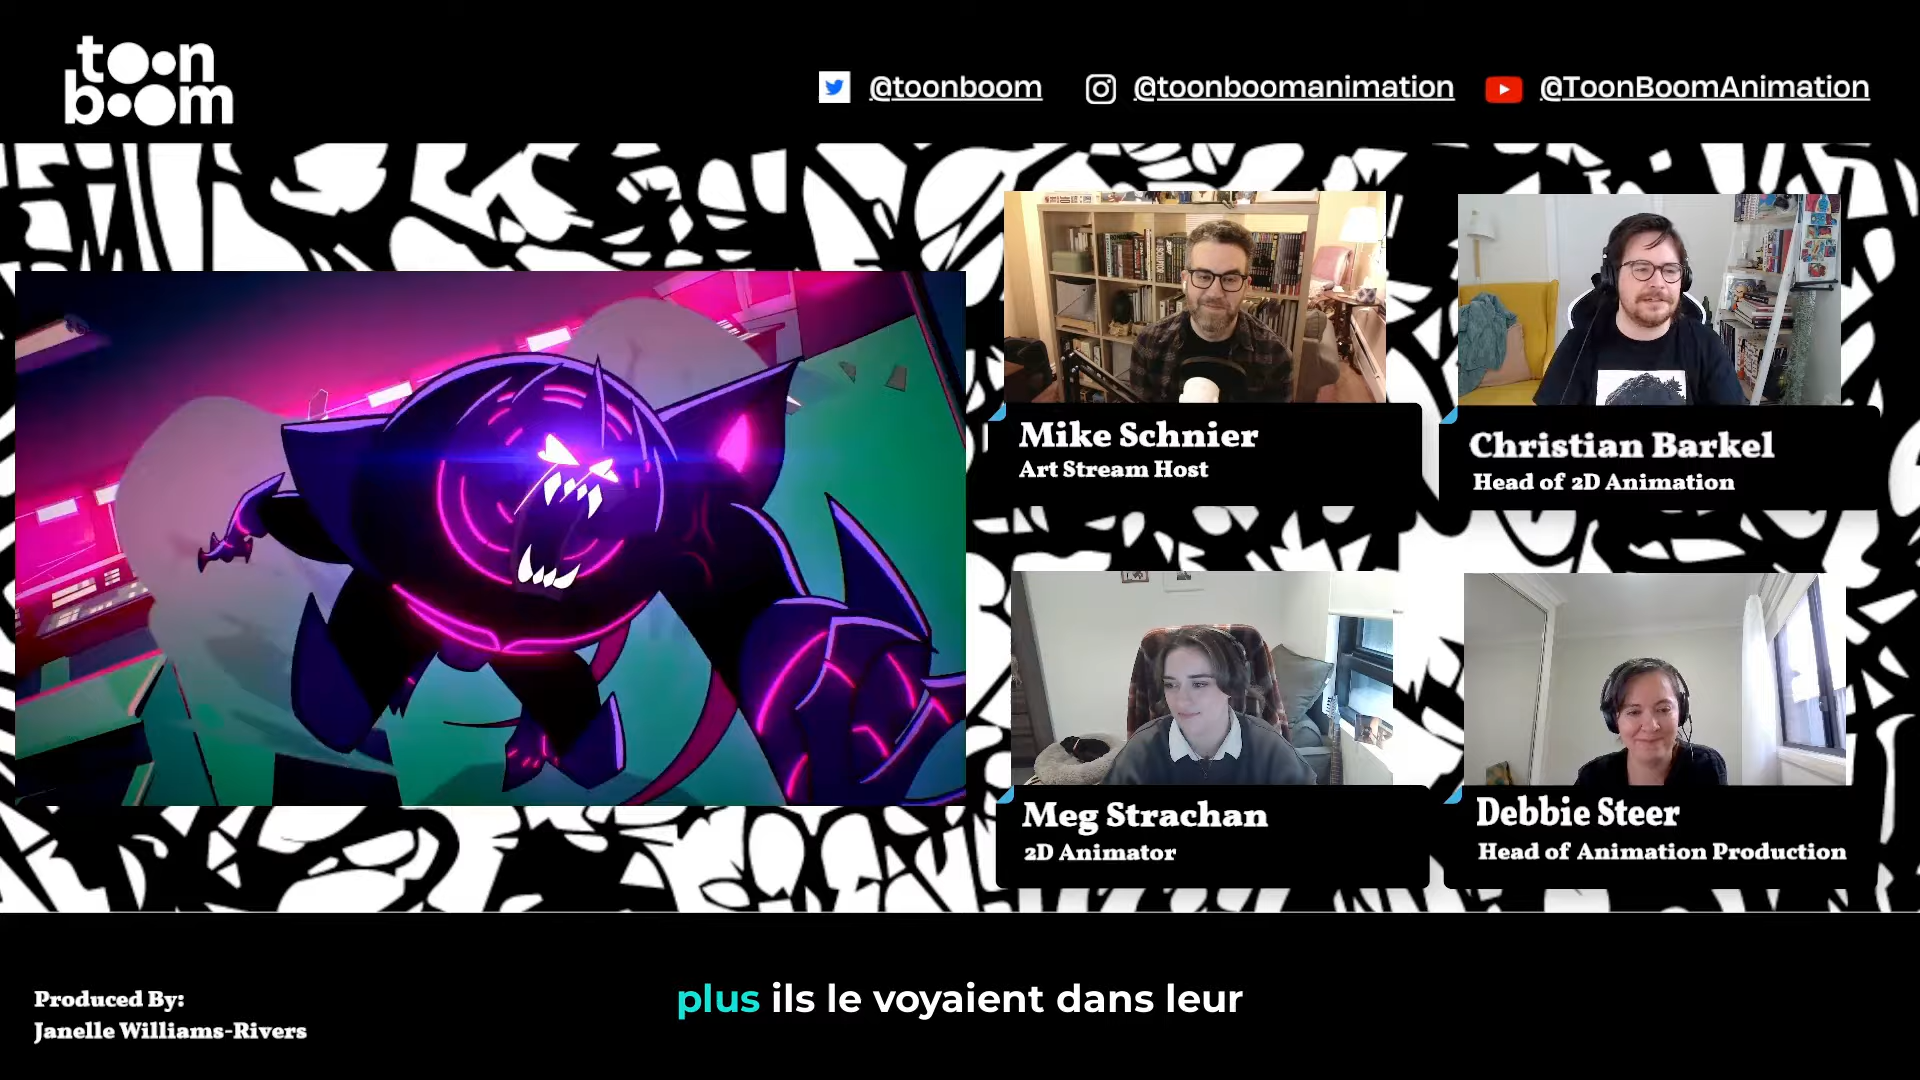 toon
boom
@toonboom
@toonboomanimation
@ToonBoomAnimation
Mike Schnier
Art Stream Host
Christian Barkel
Head of 2D Animation
Meg Strachan
2D Animator
Debbie Steer
Head of Animation Production
Produced By:
Janelle Williams-Rivers
plus ils le voyaient dans leur